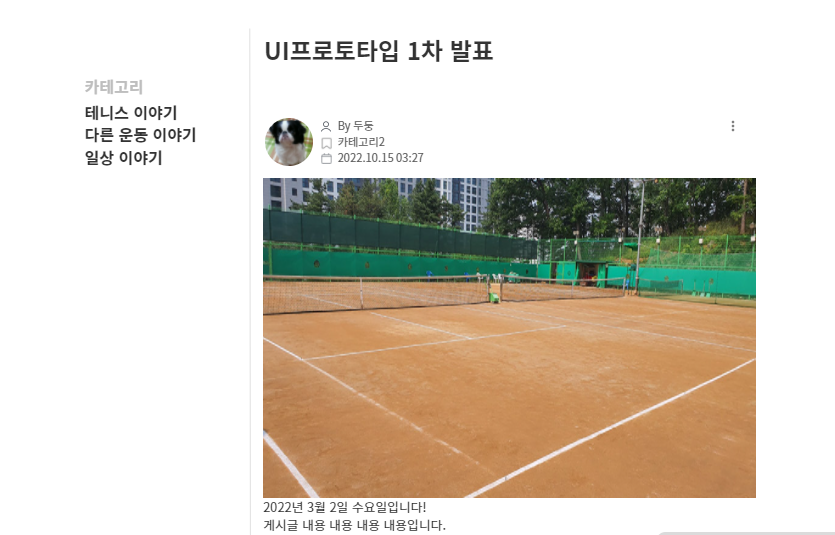 UI프로토타입 1차 발표
카테고리
테니스 이야기
다른 운동 이야기
일상 이야기
By 두둥
카테고리2
2022.10.15 03:27
2022년 3월 2일 수요일입니다!
게시글 내용 내용 내용 내용입니다.